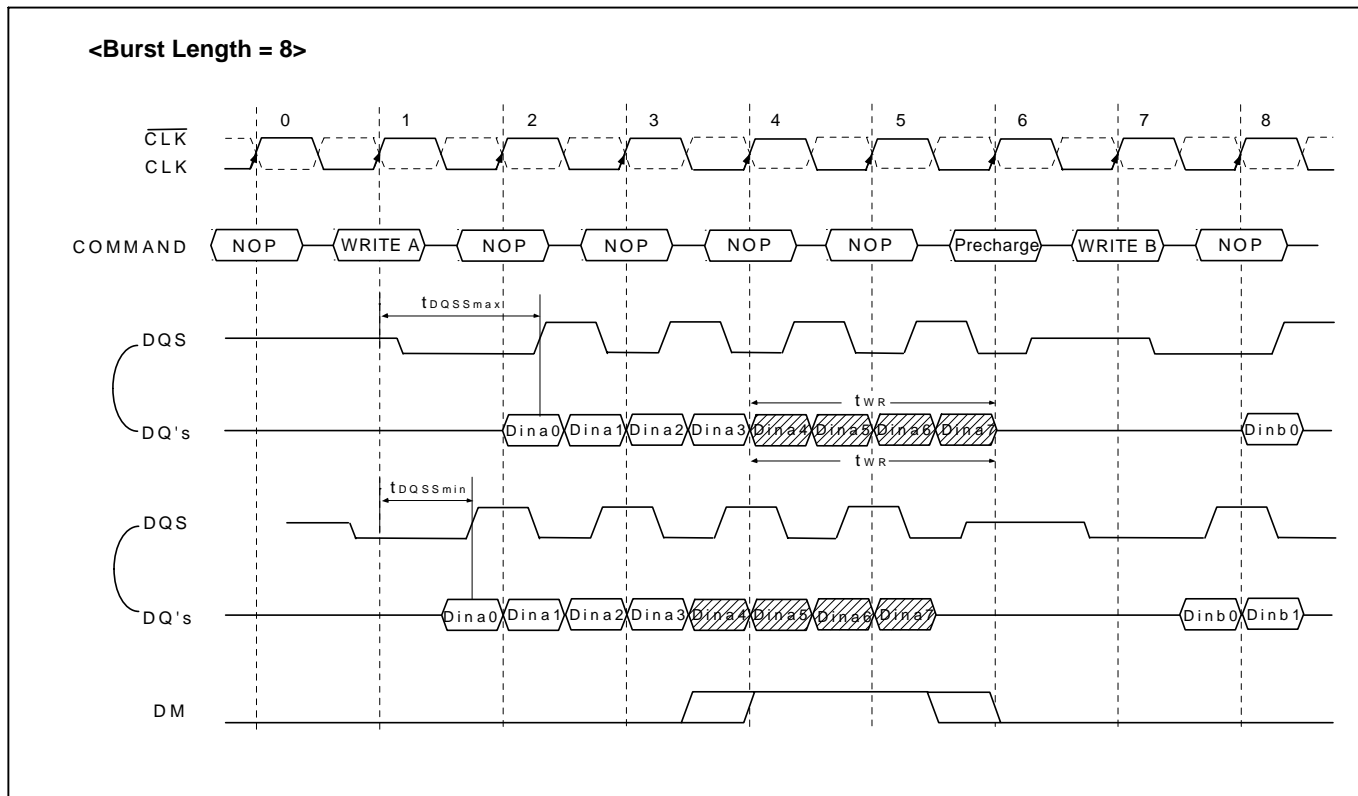 <Burst Length = 8>
0 1 2 3 4 5 6 7 8
CLK
CLK
COMMAND NOP WRITE A NOP NOP NOP NOP Precharge WRITE B NOP
tDQSSmax
DQS
tWR
DQ's Dina0 Dina1 Dina2 Dina3 Dina4 Dina5 Dina6 Dina7 Dinb0
tWR
tDQSSmin
DQS
DQ's Dina0 Dina1 Dina2 Dina3 Dina4 Dina5 Dina6 Dina7 Dinb0 Dinb1
DM